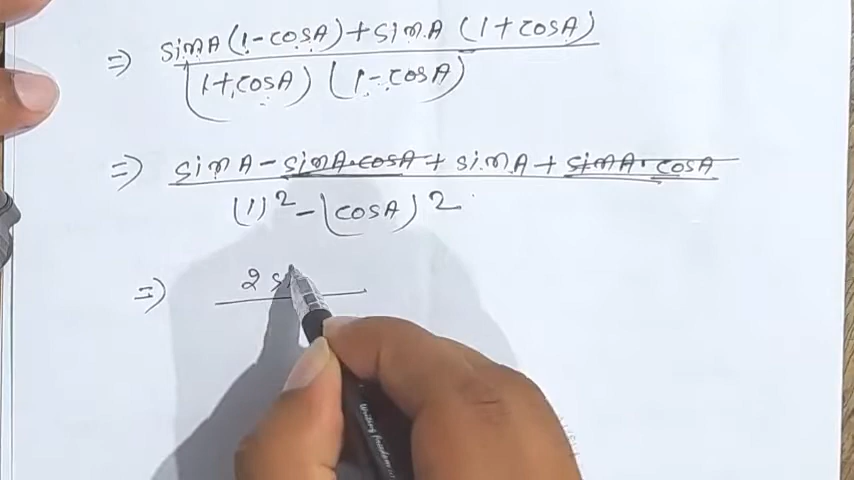 => sinA(1-cosA)+sinA (1+cosA)
(1+cosA) (1-cosA)
=> sinA - sinA·cosA + sinA + sinA·cosA
(1)² - (cosA)²
=> 2 si